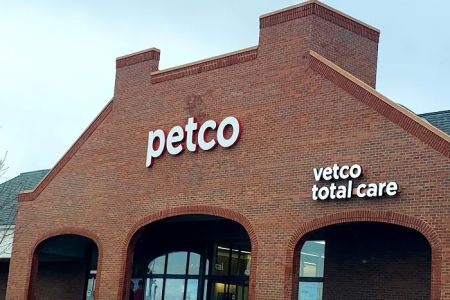 petco
vetco
total care